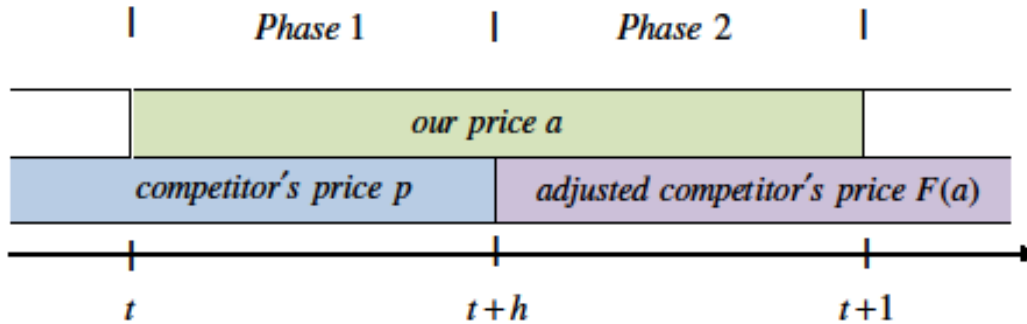 Phase 1 Phase 2
our price a
competitor's price p adjusted competitor's price F(a)
t t+h t+1